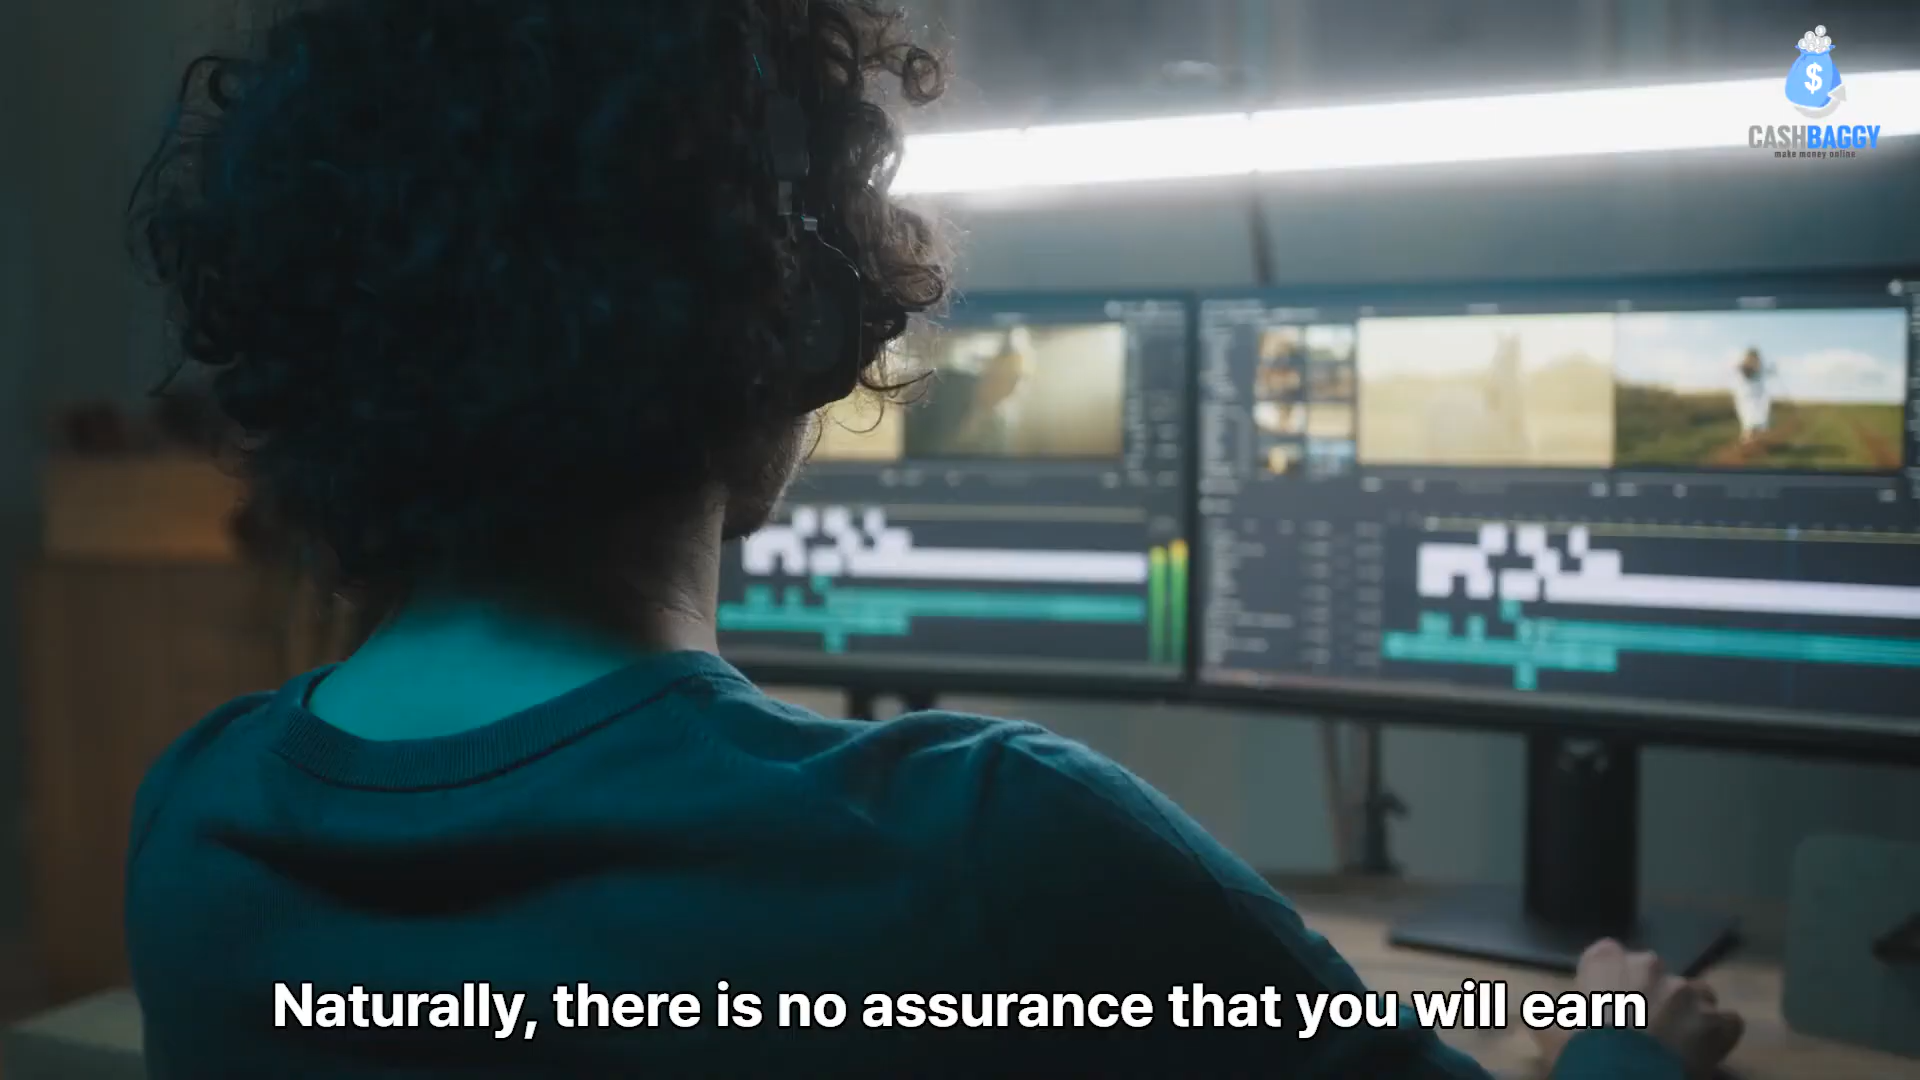 $
CASHBAGGY
make money online
Naturally, there is no assurance that you will earn